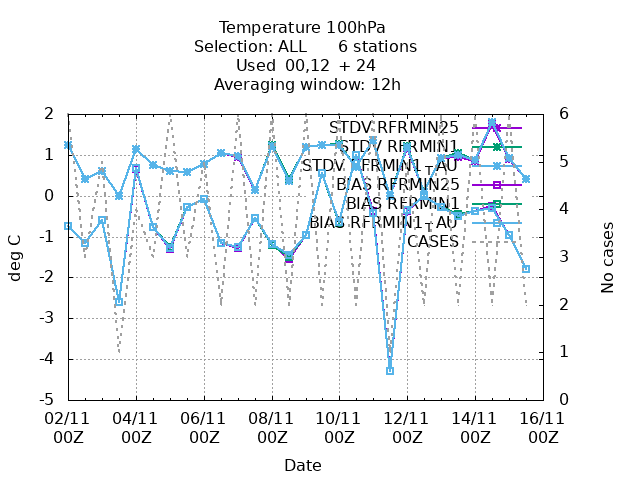 Temperature 100hPa
Selection: ALL 6 stations
Used 00,12 + 24
Averaging window: 12h
STDV RFRMIN25
STDV RFRMIN1
STDV RFRMIN1_AU
BIAS RFRMIN25
BIAS RFRMIN1
BIAS RFRMIN1_AU
CASES
2
1
0
-1
-2
-3
-4
-5
deg C
6
5
4
3
2
1
0
No cases
02/11 04/11 06/11 08/11 10/11 12/11 14/11 16/11
00Z 00Z 00Z 00Z 00Z 00Z 00Z 00Z
Date